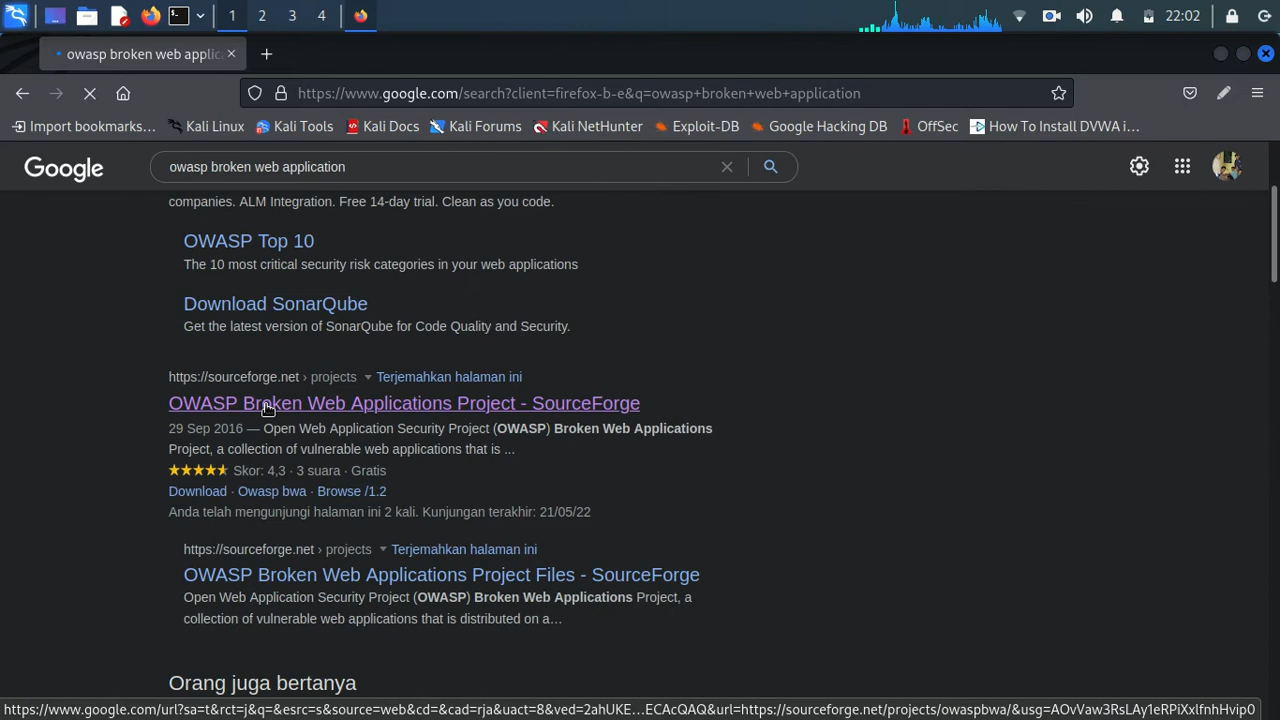 1 2 3 4 22:02
owasp broken web applic
https://www.google.com/search?client=firefox-b-e&q=owasp+broken+web+application
Import bookmarks… Kali Linux Kali Tools Kali Docs Kali Forums Kali NetHunter Exploit-DB Google Hacking DB OffSec How To Install DVWA i…
Google owasp broken web application
companies. ALM Integration. Free 14-day trial. Clean as you code.
OWASP Top 10
The 10 most critical security risk categories in your web applications
Download SonarQube
Get the latest version of SonarQube for Code Quality and Security.
https://sourceforge.net › projects Terjemahkan halaman ini
OWASP Broken Web Applications Project - SourceForge
29 Sep 2016 — Open Web Application Security Project (OWASP) Broken Web Applications
Project, a collection of vulnerable web applications that is ...
Skor: 4,3 · 3 suara · Gratis
Download · Owasp bwa · Browse /1.2
Anda telah mengunjungi halaman ini 2 kali. Kunjungan terakhir: 21/05/22
https://sourceforge.net › projects Terjemahkan halaman ini
OWASP Broken Web Applications Project Files - SourceForge
Open Web Application Security Project (OWASP) Broken Web Applications Project, a
collection of vulnerable web applications that is distributed on a…
Orang juga bertanya
https://www.google.com/url?sa=t&rct=j&q=&esrc=s&source=web&cd=&cad=rja&uact=8&ved=2ahUKE…ECAcQAQ&url=https://sourceforge.net/projects/owaspbwa/&usg=AOvVaw3RsLAy1eRPiXxlfnhHvip0